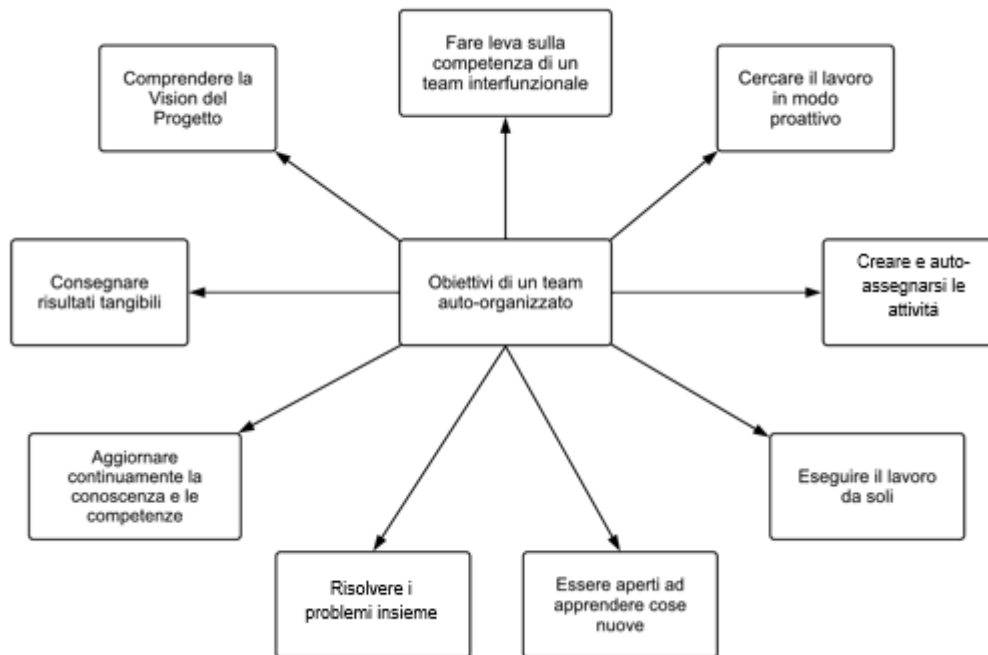 Fare leva sulla
competenza di un
team interfunzionale
Comprendere la
Vision del
Progetto
Cercare il lavoro
in modo
proattivo
Consegnare
risultati tangibili
Obiettivi di un team
auto-organizzato
Creare e auto-
assegnarsi le
attività
Aggiornare
continuamente la
conoscenza e le
competenze
Eseguire il lavoro
da soli
Risolvere i
problemi insieme
Essere aperti ad
apprendere cose
nuove